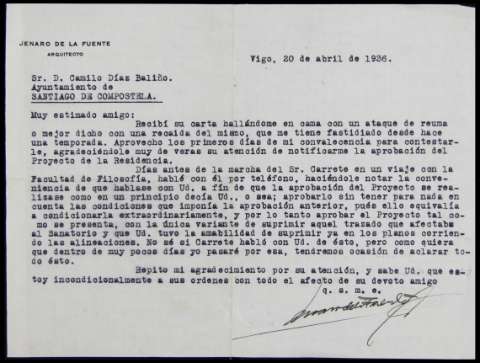 JENARO DE LA FUENTE
ARQUITECTO
Vigo, 20 de abril de 1936.
Sr. D. Camilo Díaz Baliño.
Ayuntamiento de
SANTIAGO DE COMPOSTELA.
Muy estimado amigo:
Recibí su carta hallándome en cama con un ataque de reuma
o mejor dicho con una recaida del mismo, que me tiene fastidiado desde hace
una temporada. Aprovecho los primeros días de mi convalecencia para contestar-
le, agradeciéndole muy de veras su atención de notificarme la aprobación del
Proyecto de la Residencia.
Días antes de la marcha del Sr. Carreto en un viaje con la
Facultad de Filosofía, hablé con él por teléfono, haciéndole notar la conve-
niencia de que hablase con Ud. a fín de que la aprobación del Proyecto se rea-
lizase como en un principio decía Ud., o sea; aprobarlo sin tener para nada en
cuenta las condiciones que imponía la aprobación anterior, pués ello equivalía
a condicionarla extraordinariamente, y por lo tanto aprobar el Proyecto tal co-
mo se presenta, con la única variante de suprimir aquel trazado que afectaba
al Sanatorio y que Ud. tuvo la amabilidad de suprimir ya en los planos corrien-
do las alineaciones. No sé si Carrete habló con Ud. de ésto, pero como quiera
que dentro de muy pocos días yo pasaré por esa, tendremos ocasión de aclarar to-
do ésto.
Repito mi agradecimiento por su atención, y sabe Ud. que es-
toy incondicionalmente a sus ordenes con todo el afecto de su devoto amigo
q. s. m. e.